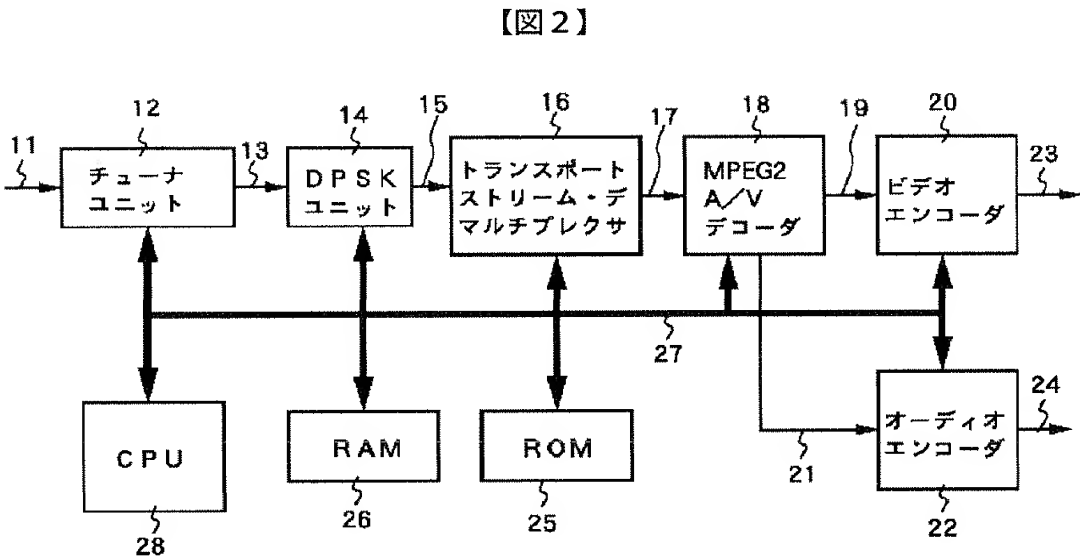 【図2】
11
12
チューナ
ユニット
13
14
DPSK
ユニット
15
16
トランスポート
ストリーム・デ
マルチプレクサ
17
18
MPEG2
A/V
デコーダ
19
20
ビデオ
エンコーダ
23
27
CPU
28
RAM
26
ROM
25
21
オーディオ
エンコーダ
22
24